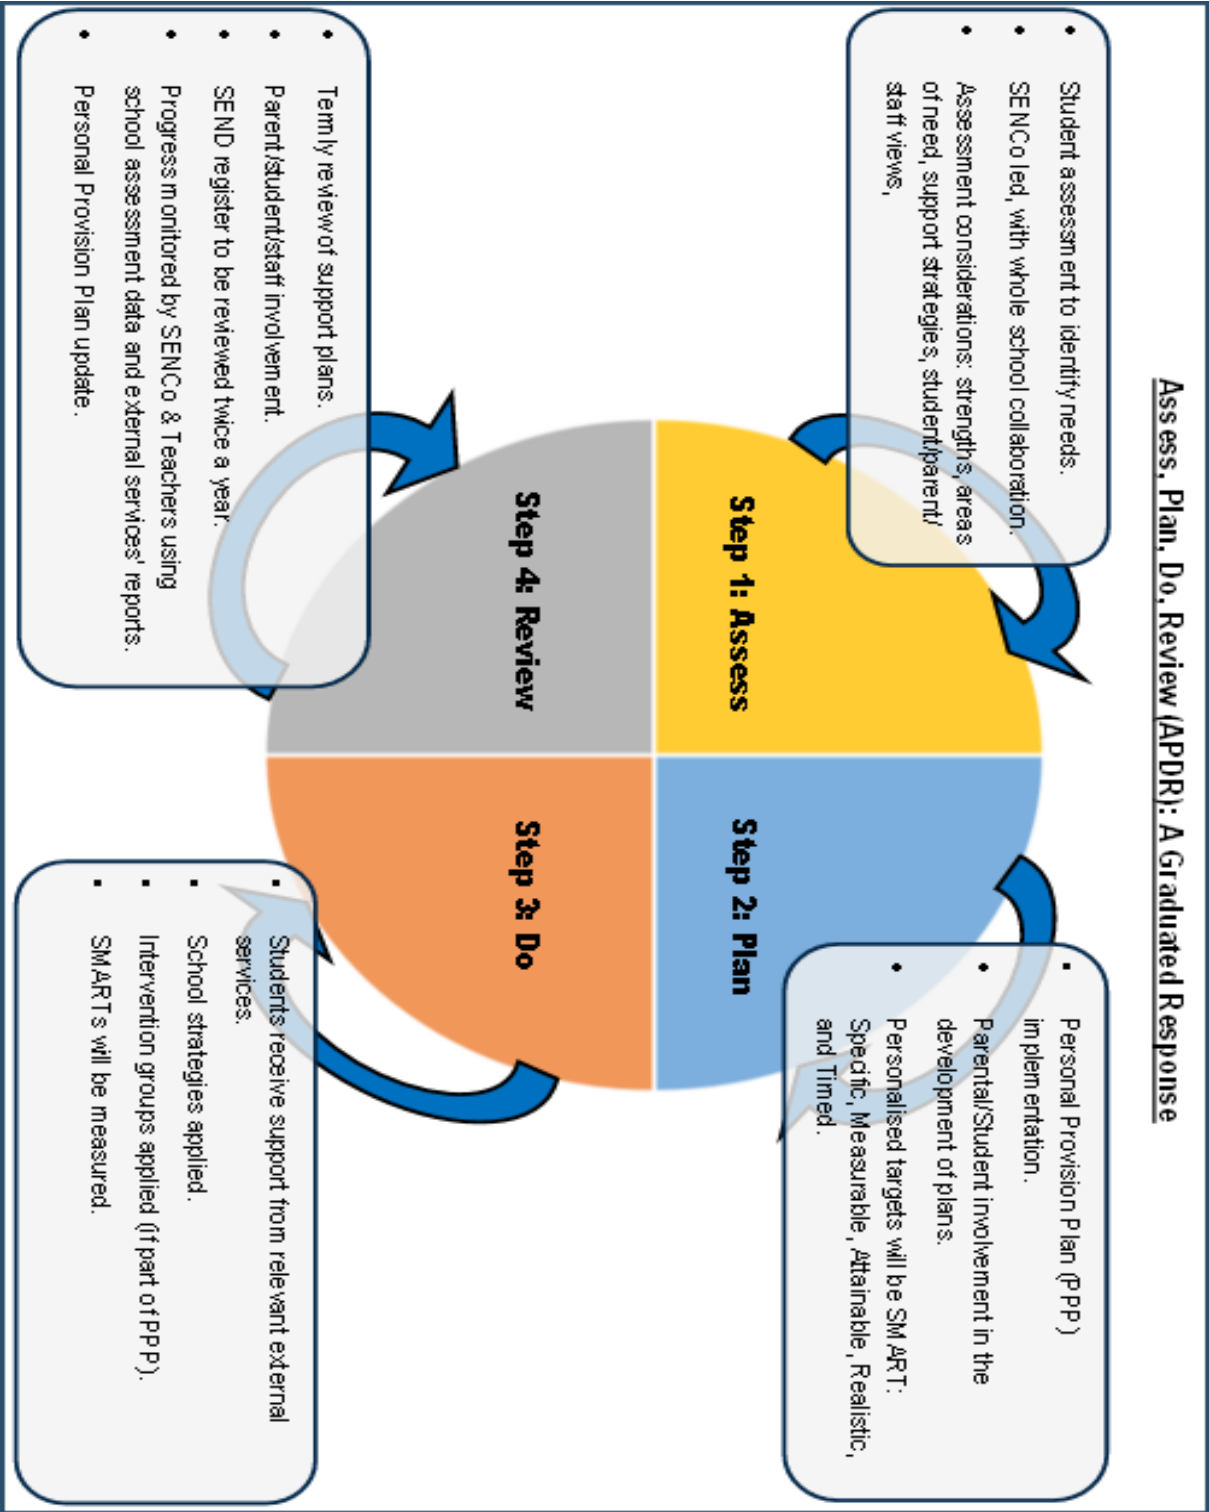 Assess, Plan, Do, Review (APDR): A Graduated Response
• Student assessment to identify needs.
• SENCo led, with whole school collaboration.
• Assessment considerations: strengths, areas
of need, support strategies, student/parent/
staff views,
Step 1: Assess
Step 2: Plan
▪ Personal Provision Plan (PPP)
implementation.
• Parental/Student involvement in the
development of plans.
• Personalised targets will be SMART:
Specific, Measurable, Attainable, Realistic,
and Timed.
Step 4: Review
Step 3: Do
• Termly review of support plans.
• Parent/student/staff involvement.
• SEND register to be reviewed twice a year.
• Progress monitored by SENCo & Teachers using
school assessment data and external services' reports.
• Personal Provision Plan update.
▪ Students receive support from relevant external
services.
▪ School strategies applied.
▪ Intervention groups applied (if part of PPP).
▪ SMARTs will be measured.